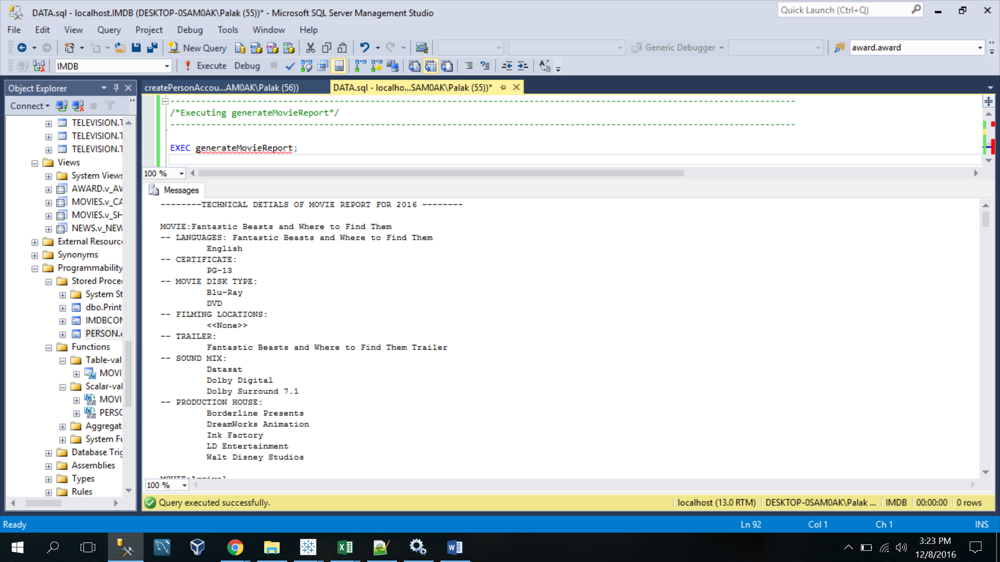 DATA.sql - localhost.IMDB (DESKTOP-0SAM0AK\Palak (55))* - Microsoft SQL Server Management Studio
Quick Launch (Ctrl+Q)
File Edit View Query Project Debug Tools Window Help
New Query
Generic Debugger
award.award
IMDB
Execute Debug
Object Explorer
createPersonAccou...AM0AK\Palak (56))
DATA.sql - localho...SAM0AK\Palak (55))*
Connect
TELEVISION.T
TELEVISION.T
TELEVISION.T
Views
System Views
AWARD.v_AV
MOVIES.v_CA
MOVIES.v_SH
NEWS.v_NEW
External Resourc
Synonyms
Programmability
Stored Proce
System St
dbo.Print
IMDBCOM
PERSON.c
Functions
Table-val
MOVI
Scalar-val
MOVI
PERSO
Aggregat
System Fu
Database Trig
Assemblies
Types
Rules
/*Executing generateMovieReport*/
EXEC generateMovieReport;
100 %
Messages
--------TECHNICAL DETIALS OF MOVIE REPORT FOR 2016 --------
MOVIE:Fantastic Beasts and Where to Find Them
-- LANGUAGES: Fantastic Beasts and Where to Find Them
English
-- CERTIFICATE:
PG-13
-- MOVIE DISK TYPE:
Blu-Ray
DVD
-- FILMING LOCATIONS:
<<None>>
-- TRAILER:
Fantastic Beasts and Where to Find Them Trailer
-- SOUND MIX:
Datasat
Dolby Digital
Dolby Surround 7.1
-- PRODUCTION HOUSE:
Borderline Presents
DreamWorks Animation
Ink Factory
LD Entertainment
Walt Disney Studios
MOVIE:Arrival
100 %
Query executed successfully.
localhost (13.0 RTM) DESKTOP-0SAM0AK\Palak ... IMDB 00:00:00 0 rows
Ready
Ln 92 Col 1 Ch 1 INS
3:23 PM
12/8/2016